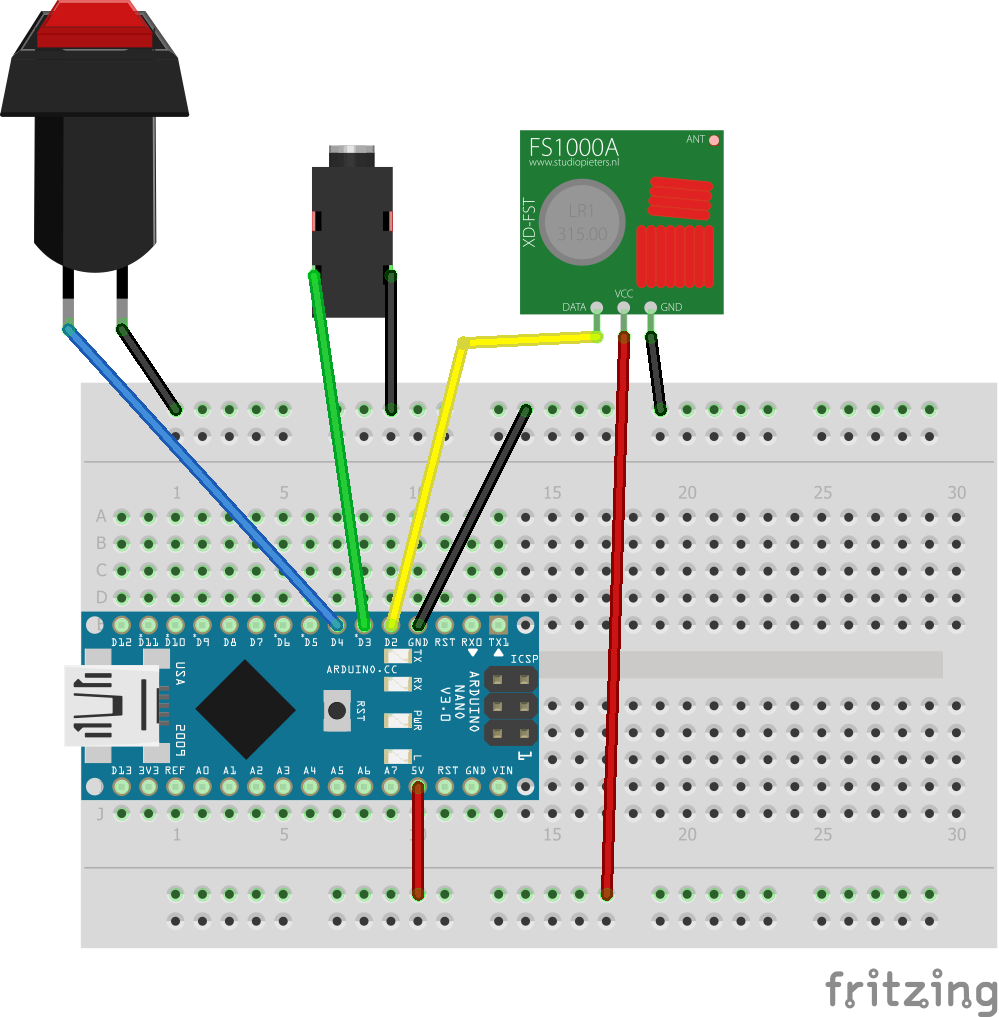 FS1000A
ANT
www.studiopieters.nl
XD-FST
LR1
315.00
VCC
DATA
GND
1 5 10 15 20 25 30
A
B
C
D
D12 D11 D10 D9 D8 D7 D6 D5 D4 D3 D2 GND RST RX0 TX1
TX
RX
PWR
L
USA
2009
ARDUINO.CC
RST
ARDUINO
NANO
V3.0
ICSP
1
D13 3V3 REF A0 A1 A2 A3 A4 A5 A6 A7 5V RST GND VIN
J
1 5 10 15 20 25 30
fritzing